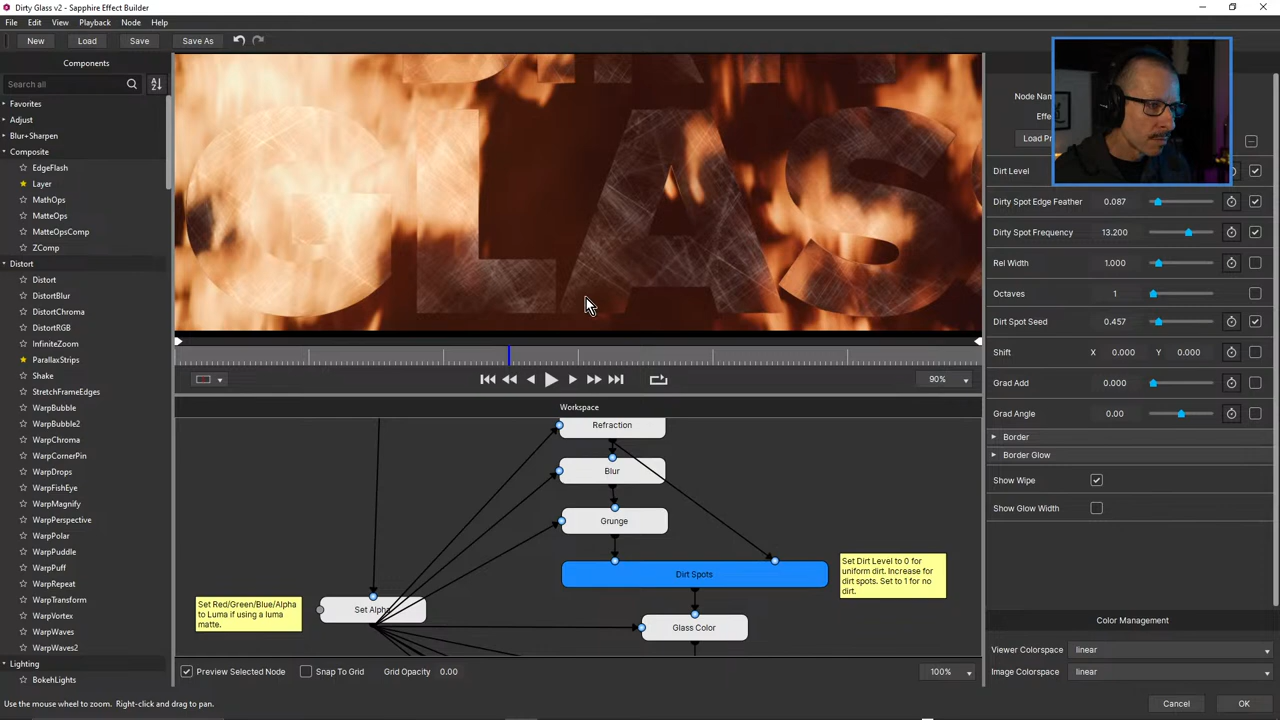 Dirty Glass v2 - Sapphire Effect Builder
File Edit View Playback Node Help
New Load Save Save As
Components
Search all
Favorites
Adjust
Blur+Sharpen
Composite
EdgeFlash
Layer
MathOps
MatteOps
MatteOpsComp
ZComp
Distort
Distort
DistortBlur
DistortChroma
DistortRGB
InfiniteZoom
ParallaxStrips
Shake
StretchFrameEdges
WarpBubble
WarpBubble2
WarpChroma
WarpCornerPin
WarpDrops
WarpFishEye
WarpMagnify
WarpPerspective
WarpPolar
WarpPuddle
WarpPuff
WarpRepeat
WarpTransform
WarpVortex
WarpWaves
WarpWaves2
Lighting
BokehLights
GLAS
90%
Workspace
Refraction
Blur
Grunge
Dirt Spots
Set Alpha
Glass Color
Set Red/Green/Blue/Alpha
to Luma if using a luma
matte.
Set Dirt Level to 0 for
uniform dirt. Increase for
dirt spots. Set to 1 for no
dirt.
Preview Selected Node Snap To Grid Grid Opacity 0.00 100%
Node
Load
Dirt Level
Dirty Spot Edge Feather 0.087
Dirty Spot Frequency 13.200
Rel Width 1.000
Octaves 1
Dirt Spot Seed 0.457
Shift X 0.000 Y 0.000
Grad Add 0.000
Grad Angle 0.00
Border
Border Glow
Show Wipe
Show Glow Width
Color Management
Viewer Colorspace linear
Image Colorspace linear
Use the mouse wheel to zoom. Right-click and drag to pan.
Cancel OK